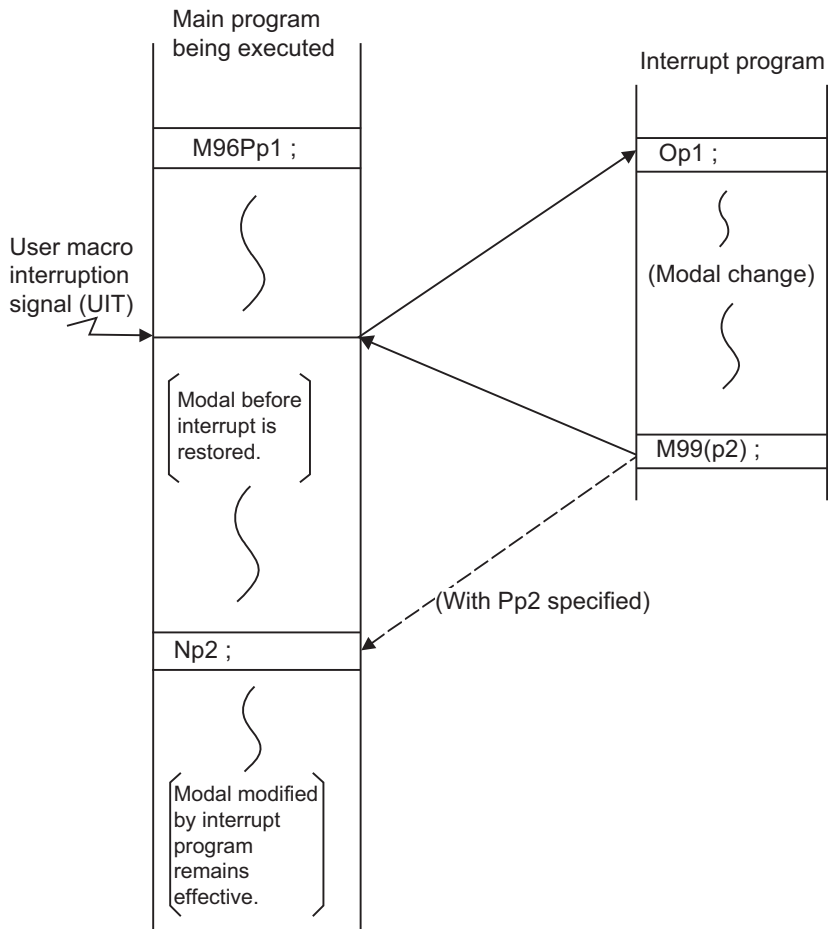 Main program
being executed
Interrupt program
M96Pp1 ;
Op1 ;
User macro
interruption
signal (UIT)
(Modal change)
Modal before
interrupt is
restored.
M99(p2) ;
(With Pp2 specified)
Np2 ;
Modal modified
by interrupt
program
remains
effective.